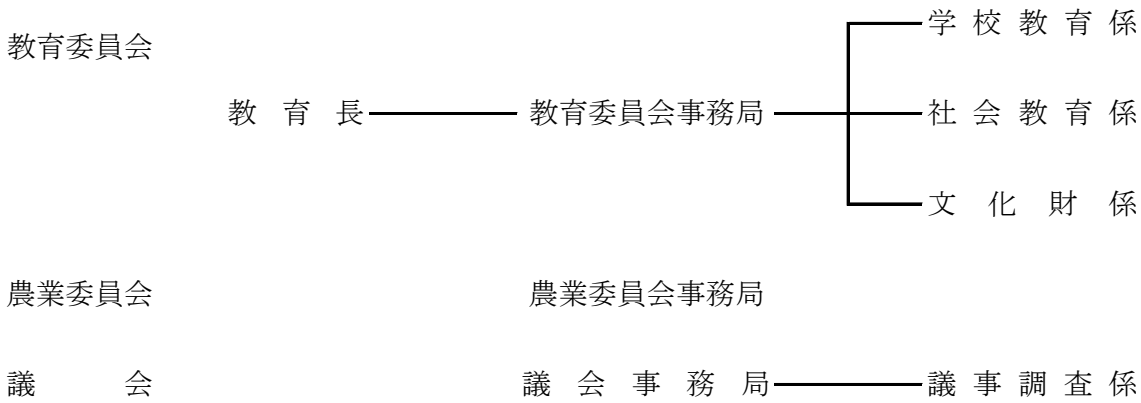 学校教育係
教育委員会
教育長 教育委員会事務局 社会教育係
文化財係
農業委員会 農業委員会事務局
議会 議会事務局 議事調査係